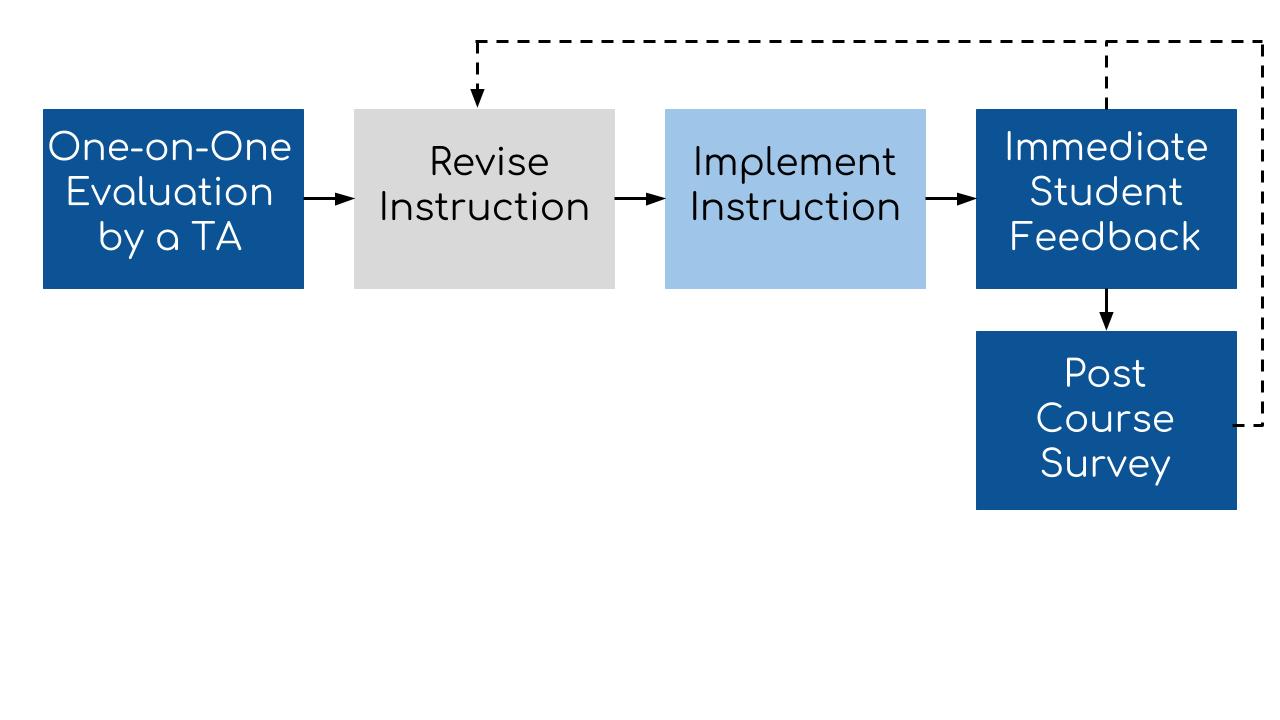 One-on-One
Evaluation
by a TA
Revise
Instruction
Implement
Instruction
Immediate
Student
Feedback
Post
Course
Survey